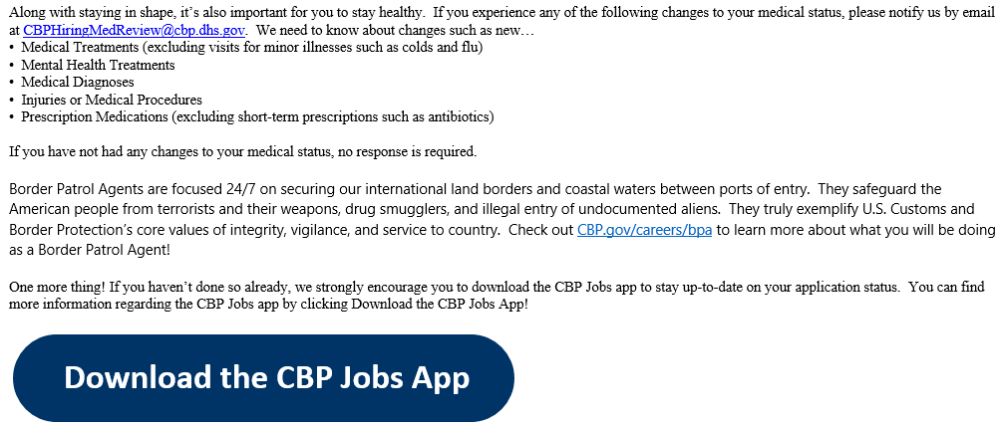 Along with staying in shape, it’s also important for you to stay healthy.  If you experience any of the following changes to your medical status, please notify us by email
at CBPHiringMedReview@cbp.dhs.gov.  We need to know about changes such as new…
•  Medical Treatments (excluding visits for minor illnesses such as colds and flu)
•  Mental Health Treatments
•  Medical Diagnoses
•  Injuries or Medical Procedures
•  Prescription Medications (excluding short-term prescriptions such as antibiotics)
If you have not had any changes to your medical status, no response is required.
Border Patrol Agents are focused 24/7 on securing our international land borders and coastal waters between ports of entry.  They safeguard the
American people from terrorists and their weapons, drug smugglers, and illegal entry of undocumented aliens.  They truly exemplify U.S. Customs and
Border Protection’s core values of integrity, vigilance, and service to country.  Check out CBP.gov/careers/bpa to learn more about what you will be doing
as a Border Patrol Agent!
One more thing! If you haven’t done so already, we strongly encourage you to download the CBP Jobs app to stay up-to-date on your application status.  You can find
more information regarding the CBP Jobs app by clicking Download the CBP Jobs App!
Download the CBP Jobs App